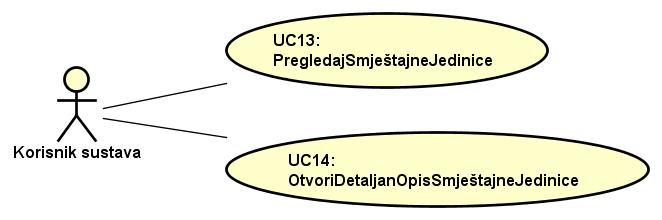 UC13:
PregledajSmještajneJedinice
Korisnik sustava
UC14:
OtvoriDetaljanOpisSmještajneJedinice